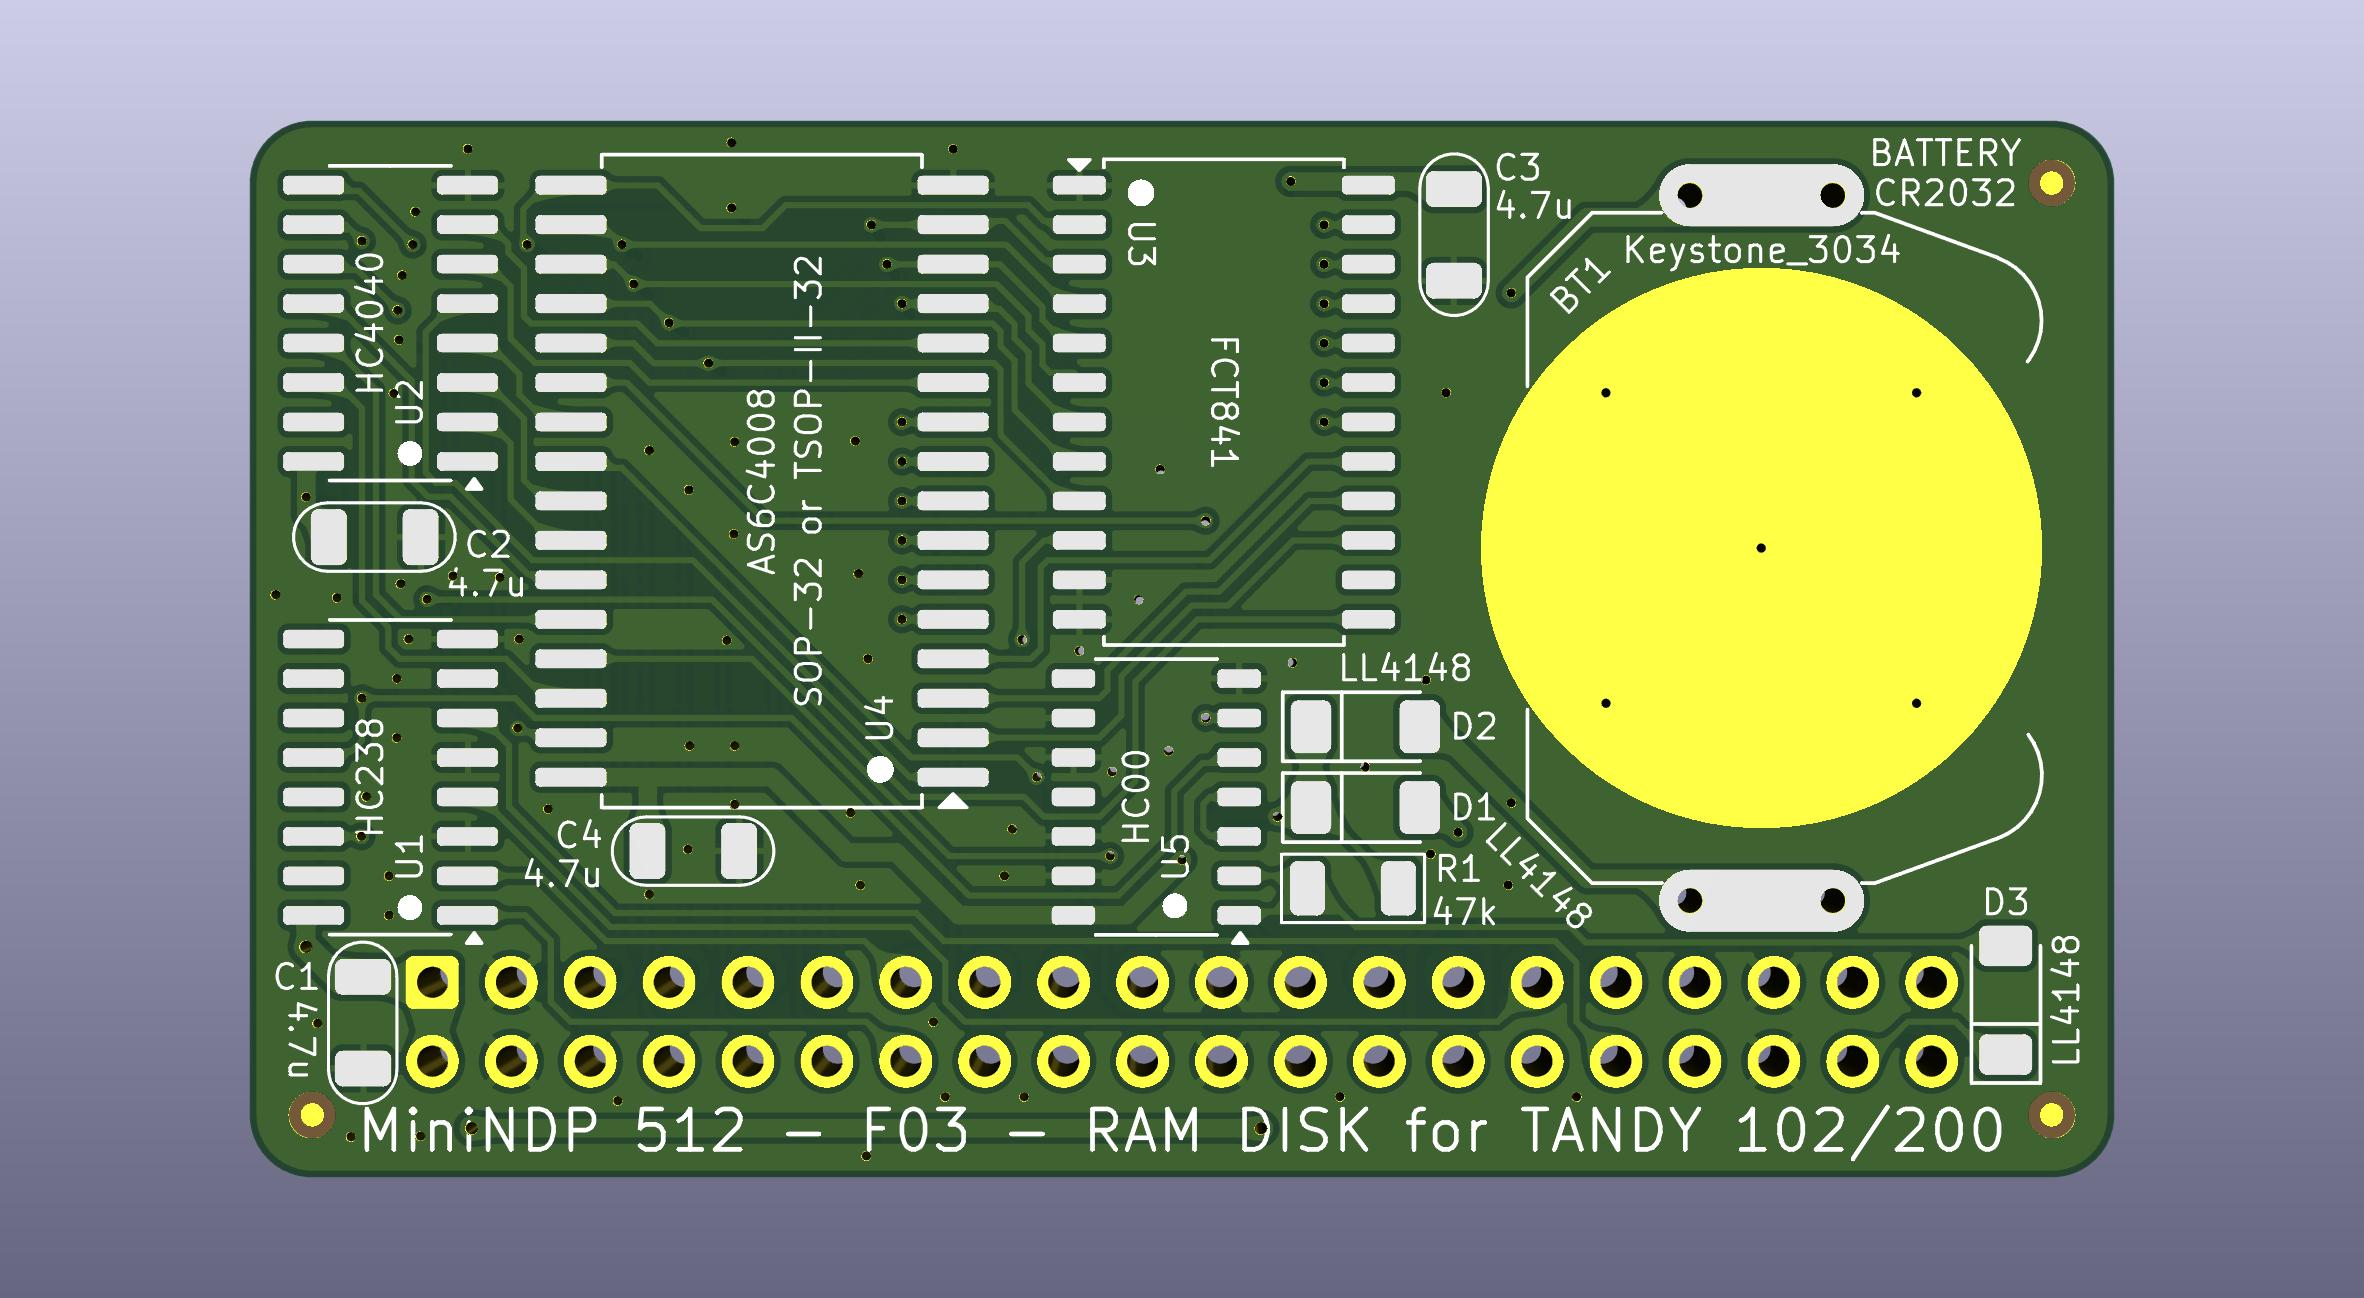 BATTERY
CR2032
C3
4.7u
Keystone_3034
BT1
U3
FCT841
HC4040
U2
AS6C4008
SOP-32 or TSOP-II-32
U4
C2
4.7u
HC238
U1
C4
4.7u
HC00
U5
LL4148
D2
D1
LL4148
R1
47k
D3
LL4148
C1
4.7u
MiniNDP 512 - F03 - RAM DISK for TANDY 102/200